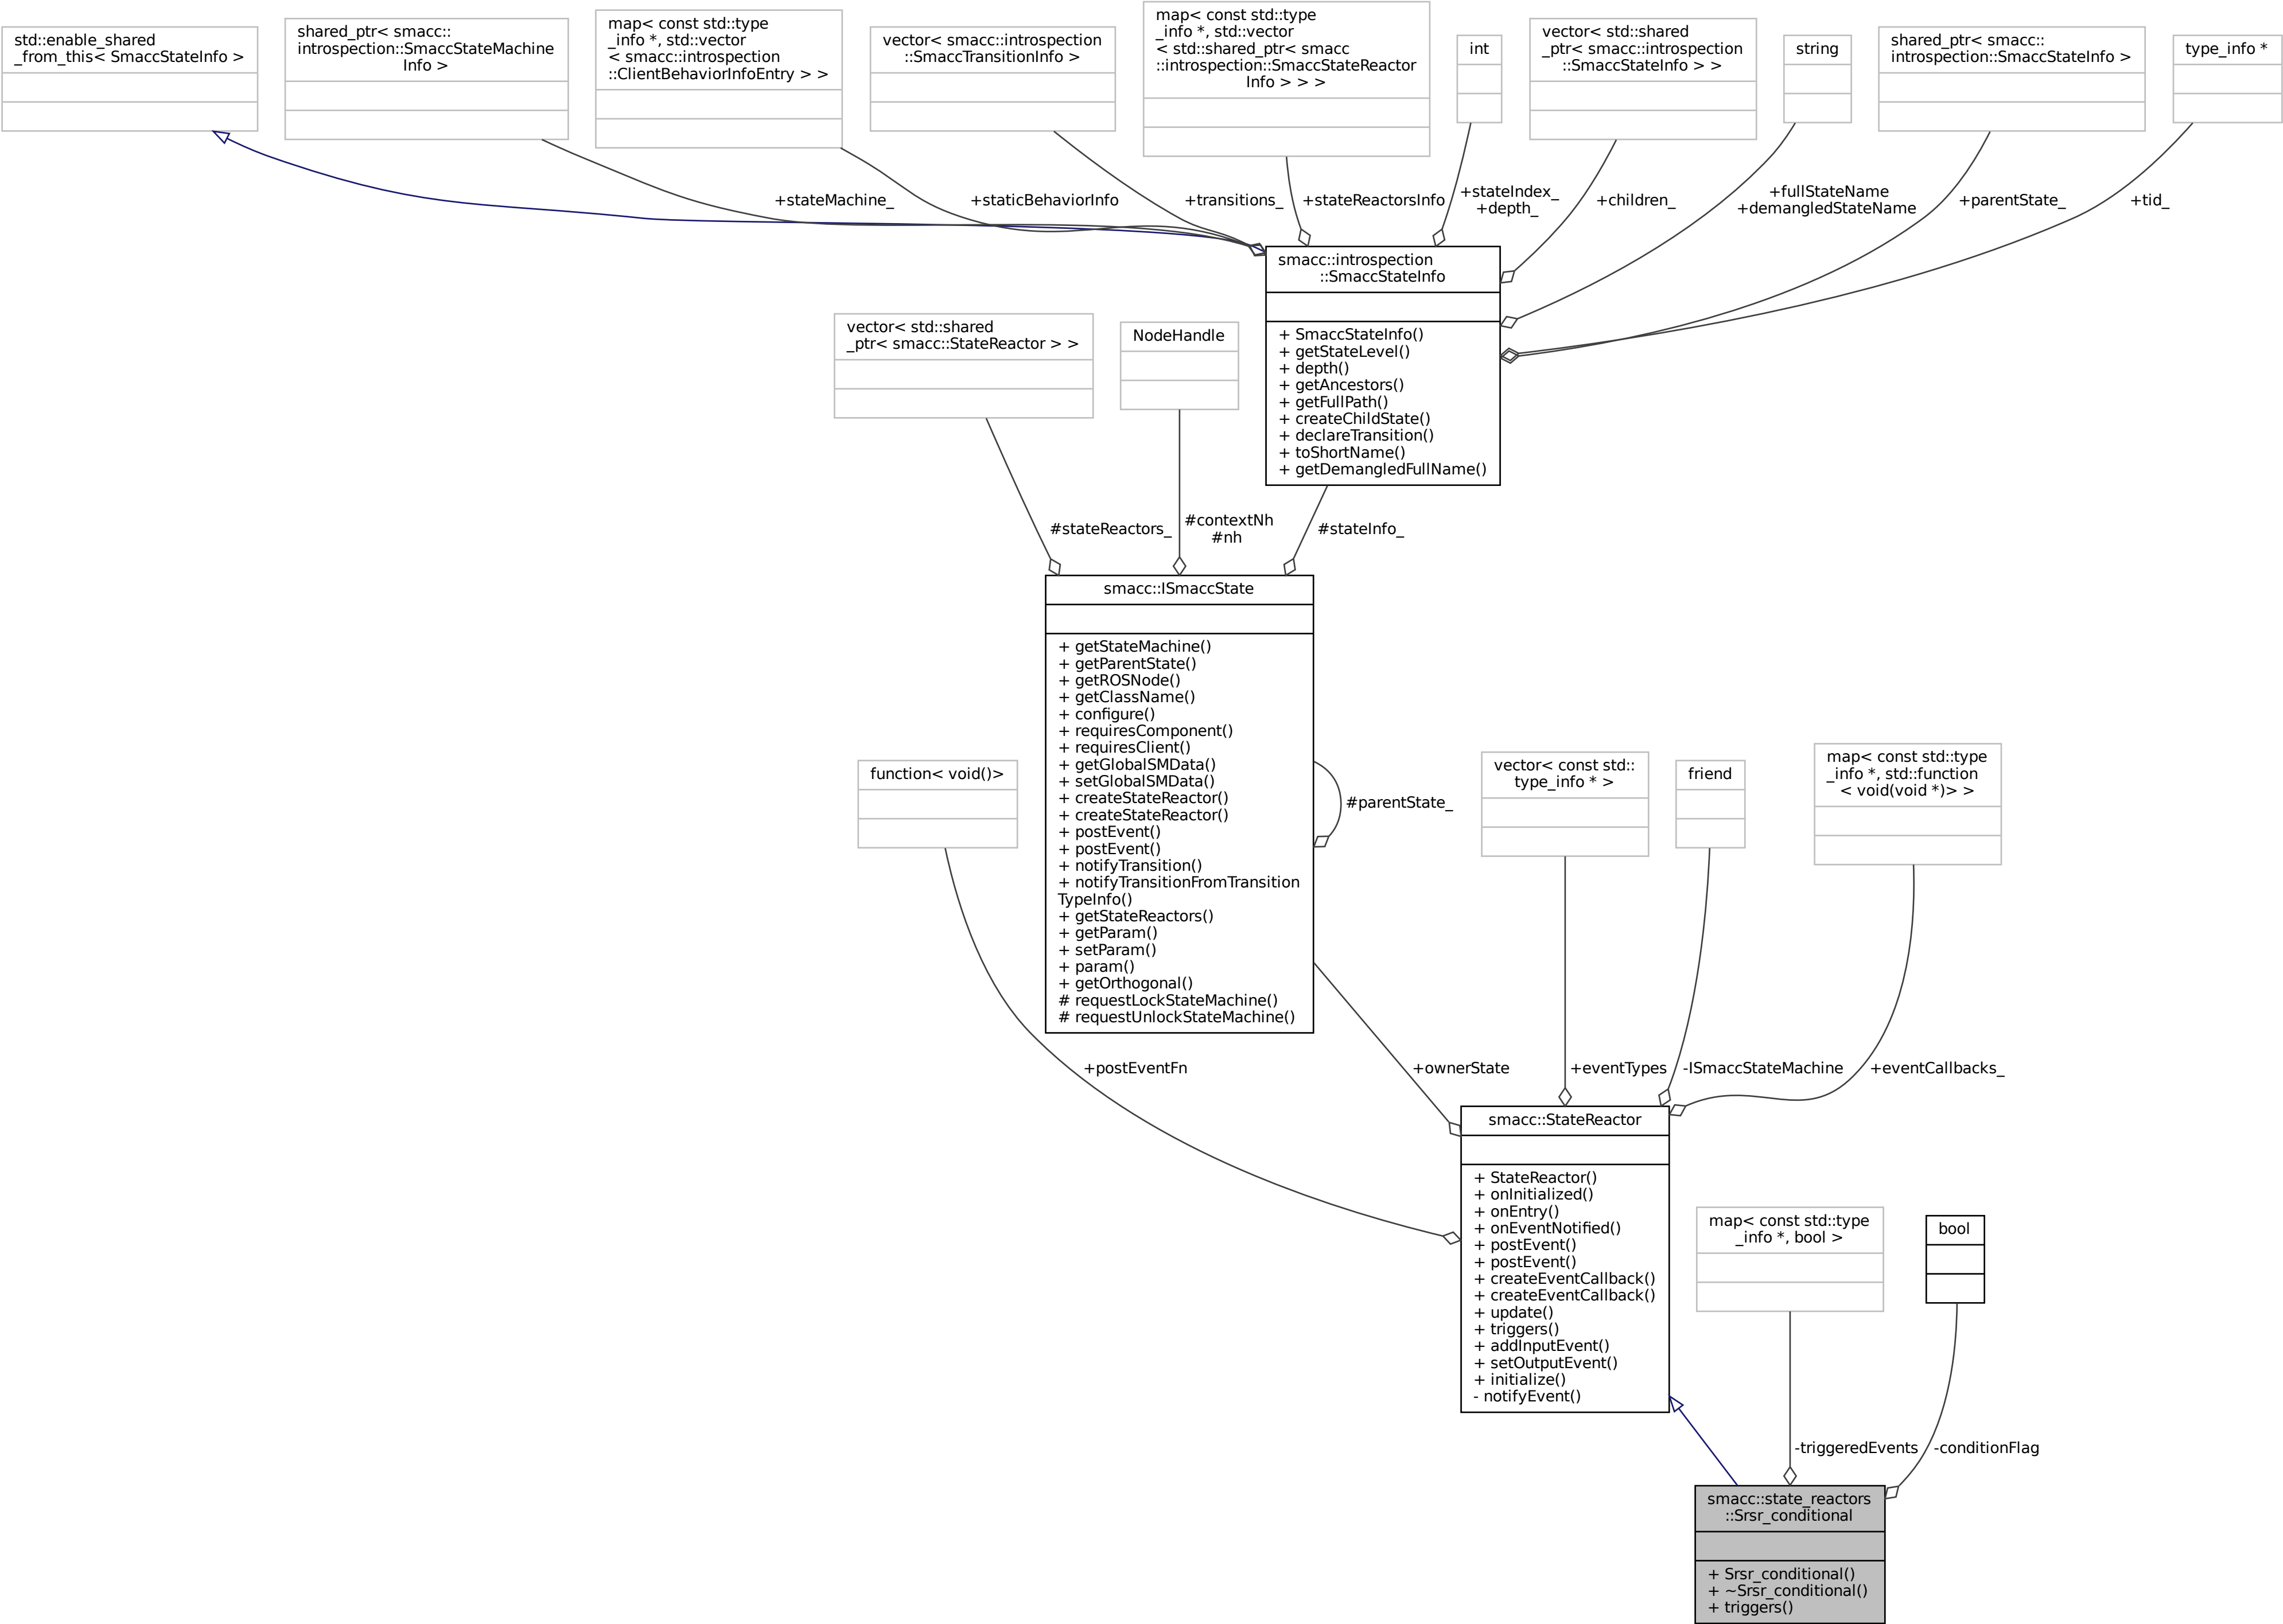 std::enable_shared
_from_this< SmaccStateInfo >
shared_ptr< smacc::
introspection::SmaccStateMachine
Info >
map< const std::type
_info *, std::vector
< smacc::introspection
::ClientBehaviorInfoEntry > >
vector< smacc::introspection
::SmaccTransitionInfo >
map< const std::type
_info *, std::vector
< std::shared_ptr< smacc
::introspection::SmaccStateReactor
Info > > >
int
vector< std::shared
_ptr< smacc::introspection
::SmaccStateInfo > >
string
shared_ptr< smacc::
introspection::SmaccStateInfo >
type_info *
+stateMachine_
+staticBehaviorInfo
+transitions_
+stateReactorsInfo
+stateIndex_
+depth_
+children_
+fullStateName
+demangledStateName
+parentState_
+tid_
smacc::introspection
::SmaccStateInfo
+ SmaccStateInfo()
+ getStateLevel()
+ depth()
+ getAncestors()
+ getFullPath()
+ createChildState()
+ declareTransition()
+ toShortName()
+ getDemangledFullName()
vector< std::shared
_ptr< smacc::StateReactor > >
NodeHandle
#stateReactors_
#contextNh
#nh
#stateInfo_
smacc::ISmaccState
+ getStateMachine()
+ getParentState()
+ getROSNode()
+ getClassName()
+ configure()
+ requiresComponent()
+ requiresClient()
+ getGlobalSMData()
+ setGlobalSMData()
+ createStateReactor()
+ createStateReactor()
+ postEvent()
+ postEvent()
+ notifyTransition()
+ notifyTransitionFromTransition
TypeInfo()
+ getStateReactors()
+ getParam()
+ setParam()
+ param()
+ getOrthogonal()
# requestLockStateMachine()
# requestUnlockStateMachine()
#parentState_
function< void()>
vector< const std::
type_info * >
friend
map< const std::type
_info *, std::function
< void(void *)> >
+postEventFn
+ownerState
+eventTypes
-ISmaccStateMachine
+eventCallbacks_
smacc::StateReactor
+ StateReactor()
+ onInitialized()
+ onEntry()
+ onEventNotified()
+ postEvent()
+ postEvent()
+ createEventCallback()
+ createEventCallback()
+ update()
+ triggers()
+ addInputEvent()
+ setOutputEvent()
+ initialize()
- notifyEvent()
map< const std::type
_info *, bool >
bool
-triggeredEvents
-conditionFlag
smacc::state_reactors
::Srsr_conditional
+ Srsr_conditional()
+ ~Srsr_conditional()
+ triggers()